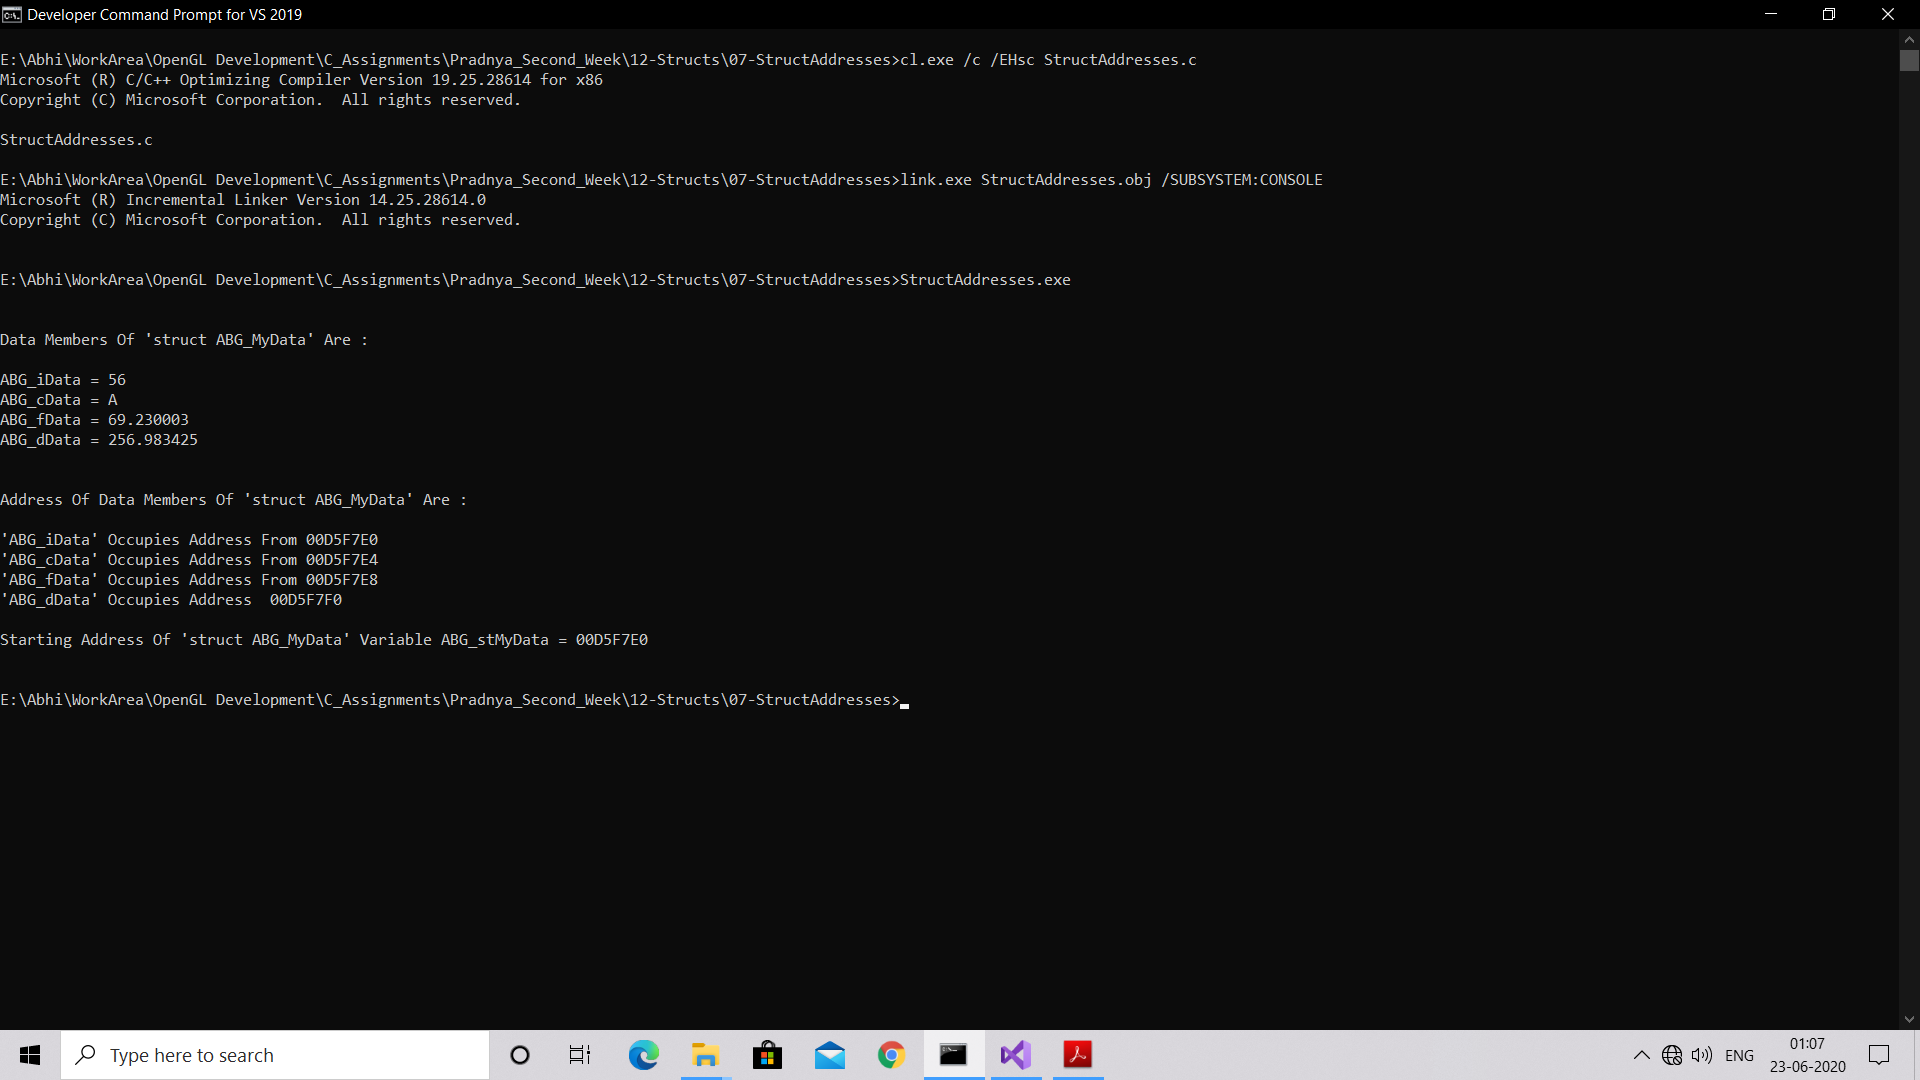 Developer Command Prompt for VS 2019
E:\Abhi\WorkArea\OpenGL Development\C_Assignments\Pradnya_Second_Week\12-Structs\07-StructAddresses>cl.exe /c /EHsc StructAddresses.c
Microsoft (R) C/C++ Optimizing Compiler Version 19.25.28614 for x86
Copyright (C) Microsoft Corporation.  All rights reserved.
StructAddresses.c
E:\Abhi\WorkArea\OpenGL Development\C_Assignments\Pradnya_Second_Week\12-Structs\07-StructAddresses>link.exe StructAddresses.obj /SUBSYSTEM:CONSOLE
Microsoft (R) Incremental Linker Version 14.25.28614.0
Copyright (C) Microsoft Corporation.  All rights reserved.
E:\Abhi\WorkArea\OpenGL Development\C_Assignments\Pradnya_Second_Week\12-Structs\07-StructAddresses>StructAddresses.exe
Data Members Of 'struct ABG_MyData' Are :
ABG_iData = 56
ABG_cData = A
ABG_fData = 69.230003
ABG_dData = 256.983425
Address Of Data Members Of 'struct ABG_MyData' Are :
'ABG_iData' Occupies Address From 00D5F7E0
'ABG_cData' Occupies Address From 00D5F7E4
'ABG_fData' Occupies Address From 00D5F7E8
'ABG_dData' Occupies Address  00D5F7F0
Starting Address Of 'struct ABG_MyData' Variable ABG_stMyData = 00D5F7E0
E:\Abhi\WorkArea\OpenGL Development\C_Assignments\Pradnya_Second_Week\12-Structs\07-StructAddresses>
Type here to search
ENG
01:07
23-06-2020